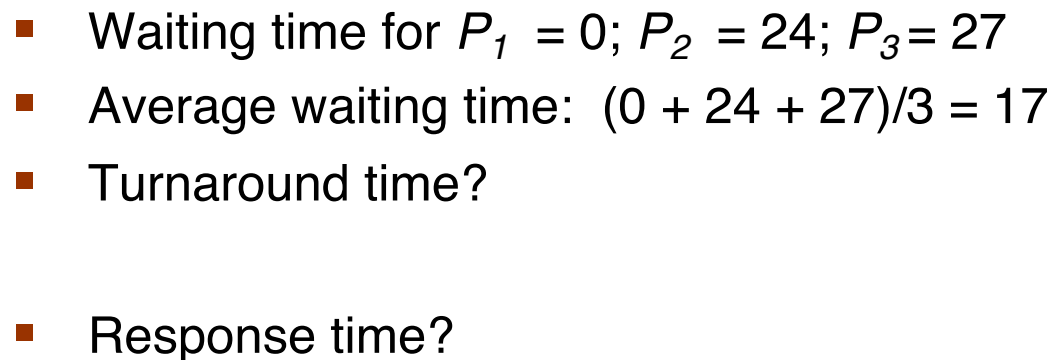 ▪ Waiting time for P1 = 0; P2 = 24; P3 = 27
▪ Average waiting time: (0 + 24 + 27)/3 = 17
▪ Turnaround time?
▪ Response time?